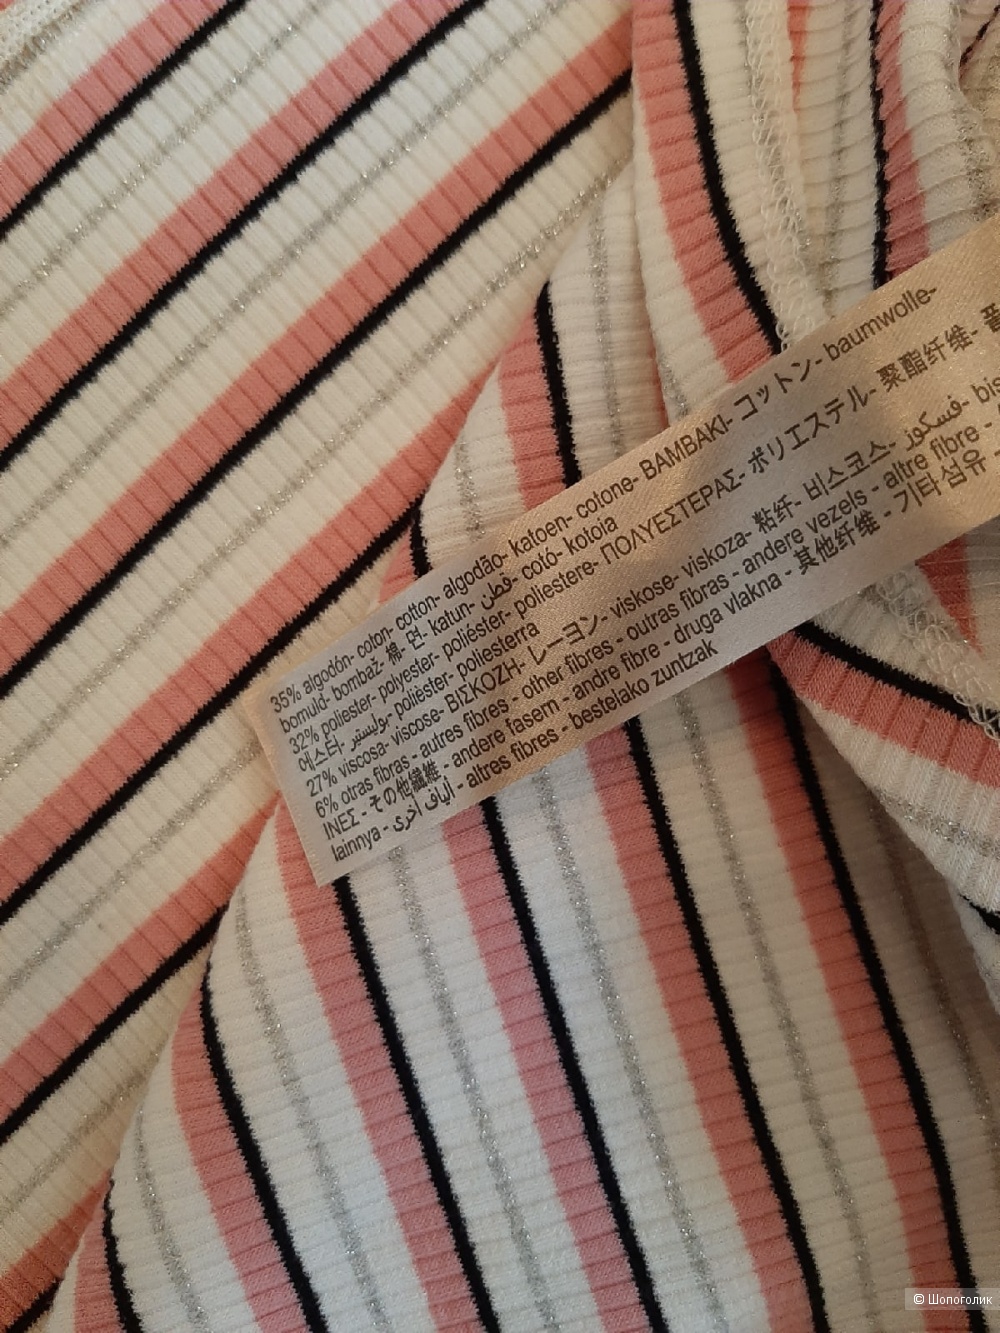 35% algodón- coton- cotton- algodão- katoen- cotone- BAMBAKI- コットン- baumwolle-
bomuld- bombaž- 棉- 면- katun- قطن- cotó- kotoia
32% poliester- polyester- poliéster- poliestere- ΠΟΛΥΕΣΤΕΡΑΣ- ポリエステル- 聚酯纤维-
에스터- بوليستير- polièster- poliesterra
27% viscosa- viscose- ΒΙΣΚΟΖΗ- レーヨン- viskose- viskoza- 粘纤- 비스코스- فسكوز-
6% otras fibras - autres fibres - other fibres - outras fibras - andere vezels - altre fibre -
ΙΝΕΣ - その他繊維 - andere fasern - andre fibre - druga vlakna - 其他纤维 - 기타섬유 -
lainnya - ألياف أخرى - altres fibres - bestelako zuntzak
© Шопоголик